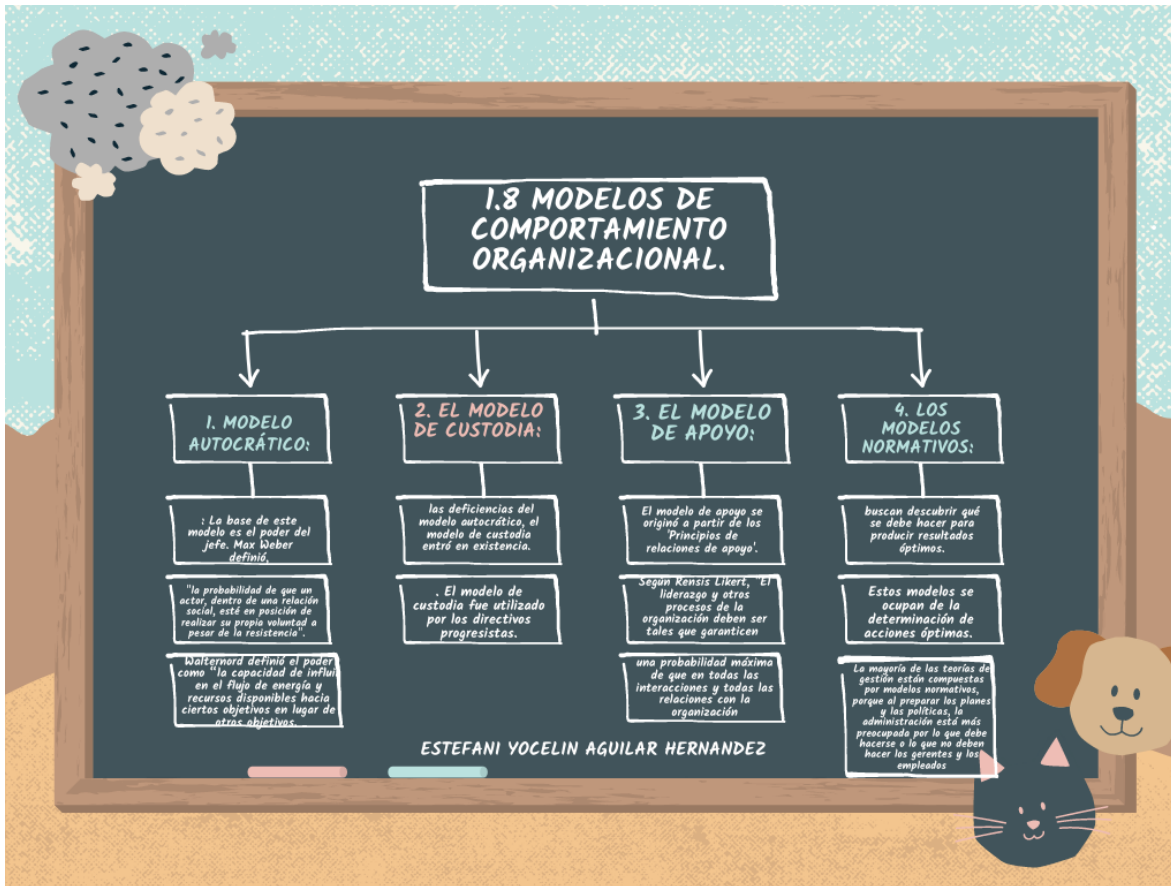 1.8 MODELOS DE
COMPORTAMIENTO
ORGANIZACIONAL.
1. MODELO
AUTOCRÁTICO:
: La base de este
modelo es el poder del
jefe. Max Weber
definió,
"la probabilidad de que un
actor, dentro de una relación
social, esté en posición de
realizar su propia voluntad a
pesar de la resistencia".
Walternord definió el poder
como "la capacidad de influi
en el flujo de energía y
recursos disponibles hacia
ciertos objetivos en lugar de
otros objetivos.
2. EL MODELO
DE CUSTODIA:
las deficiencias del
modelo autocrático, el
modelo de custodia
entró en existencia.
. El modelo de
custodia fue utilizado
por los directivos
progresistas.
3. EL MODELO
DE APOYO:
El modelo de apoyo se
originó a partir de los
'Principios de
relaciones de apoyo'.
Según Rensis Likert, "El
liderazgo y otros
procesos de la
organización deben ser
tales que garanticen
una probabilidad máxima
de que en todas las
interacciones y todas las
relaciones con la
organización
4. LOS
MODELOS
NORMATIVOS:
buscan descubrir qué
se debe hacer para
producir resultados
óptimos.
Estos modelos se
ocupan de la
determinación de
acciones óptimas.
La mayoría de las teorías de
gestión están compuestas
por modelos normativos,
porque al preparar los planes
y las políticas, la
administración está más
preocupada por lo que debe
hacerse o lo que no deben
hacer los gerentes y los
empleados
ESTEFANI YOCELIN AGUILAR HERNANDEZ